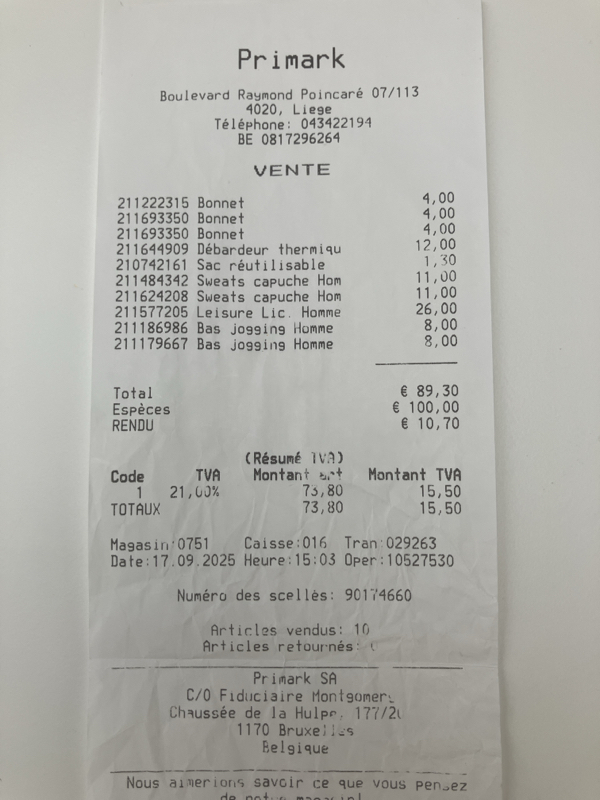 Primark
Boulevard Raymond Poincaré 07/113
4020, Liege
Téléphone: 043422194
BE 0817296264
VENTE
211222315 Bonnet 4,00
211693350 Bonnet 4,00
211693350 Bonnet 4,00
211644909 Débardeur thermiqu 12,00
210742161 Sac réutilisable 1,30
211484342 Sweats capuche Hom 11,00
211624208 Sweats capuche Hom 11,00
211577205 Leisure Lic. Homme 26,00
211186986 Bas jogging Homme 8,00
211179667 Bas jogging Homme 8,00
Total € 89,30
Espèces € 100,00
RENDU € 10,70
(Résumé TVA)
Code TVA Montant Montant TVA
1 21,00% 73,80 15,50
TOTAUX 73,80 15,50
Magasin:0751 Caisse:016 Tran:029263
Date:17.09.2025 Heure:15:03 Oper:10527530
Numéro des scellés: 90174660
Articles vendus: 10
Articles retournés:
Primark SA
C/O Fiduciaire Montgomery
Chaussée de la Hulpe, 177/20
1170 Bruxelles
Belgique
Nous aimerions savoir ce que vous pensez
de notre magasin!